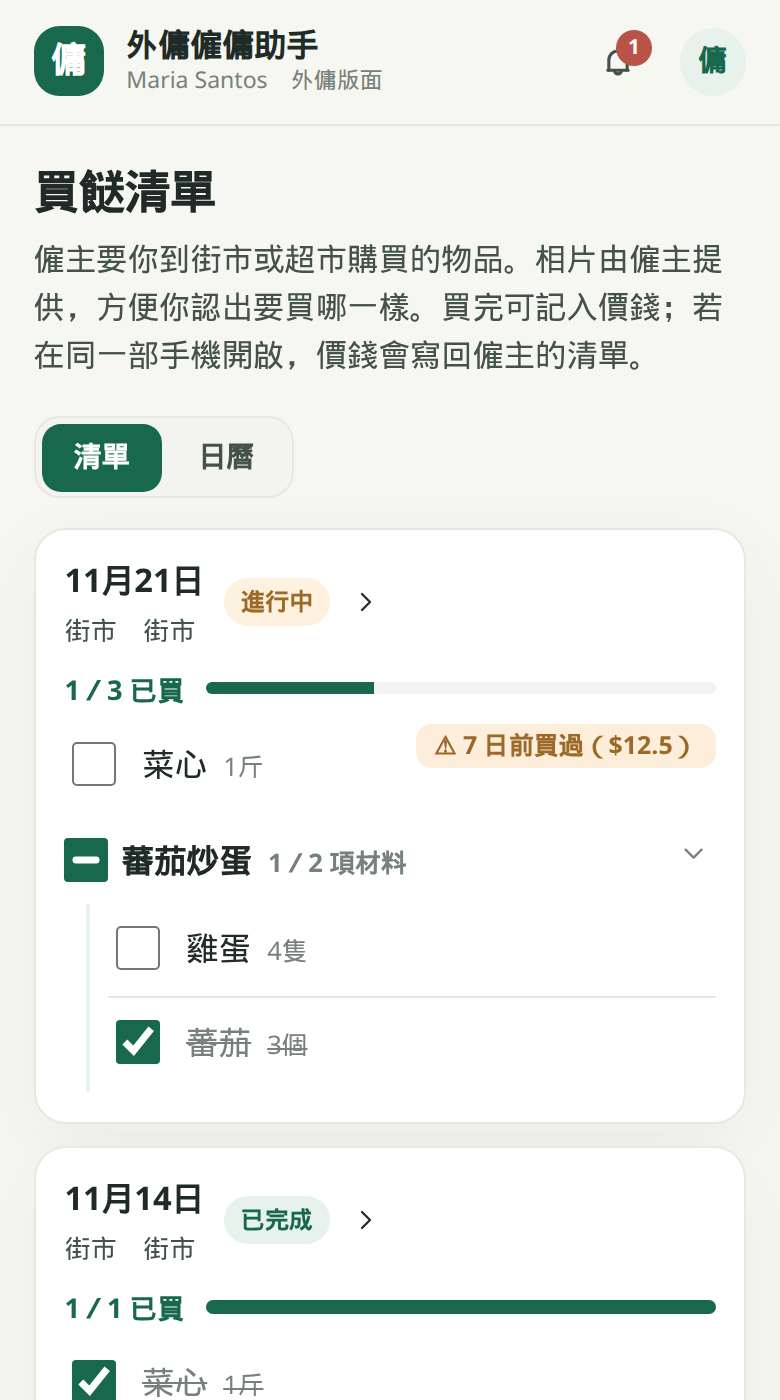 傭
外傭僱傭助手
Maria Santos 外傭版面
1
傭
買餸清單
僱主要你到街市或超市購買的物品。相片由僱主提
供，方便你認出要買哪一樣。買完可記入價錢；若
在同一部手機開啟，價錢會寫回僱主的清單。
清單 日曆
11月21日
進行中
街市 街市
1 / 3 已買
⚠ 7 日前買過（$12.5）
菜心 1斤
蕃茄炒蛋 1 / 2 項材料
雞蛋 4隻
蕃茄 3個
11月14日
已完成
街市 街市
1 / 1 已買
菜心 1斤